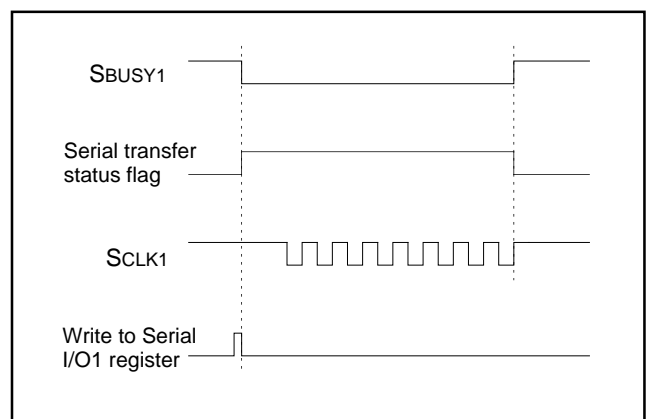 SBUSY1
Serial transfer
status flag
SCLK1
Write to Serial
I/O1 register